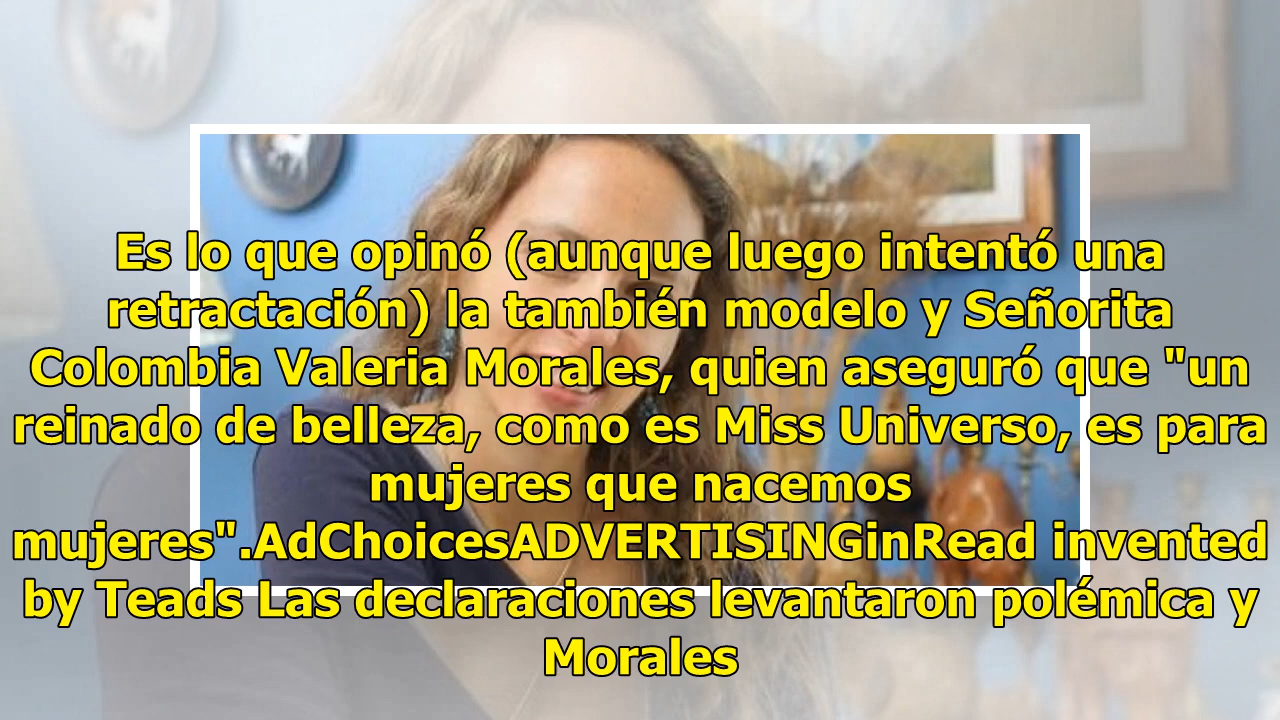 Es lo que opinó (aunque luego intentó una
retractación) la también modelo y Señorita
Colombia Valeria Morales, quien aseguró que "un
reinado de belleza, como es Miss Universo, es para
mujeres que nacemos
mujeres".AdChoicesADVERTISINGinRead invented
by Teads Las declaraciones levantaron polémica y
Morales